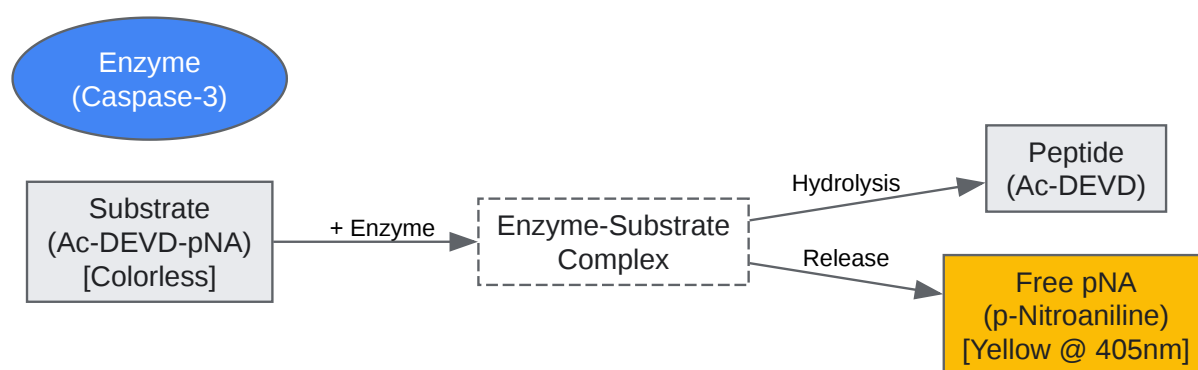 Enzyme
(Caspase-3)
Substrate
(Ac-DEVD-pNA)
[Colorless]
+ Enzyme
Enzyme-Substrate
Complex
Hydrolysis
Release
Peptide
(Ac-DEVD)
Free pNA
(p-Nitroaniline)
[Yellow @ 405nm]